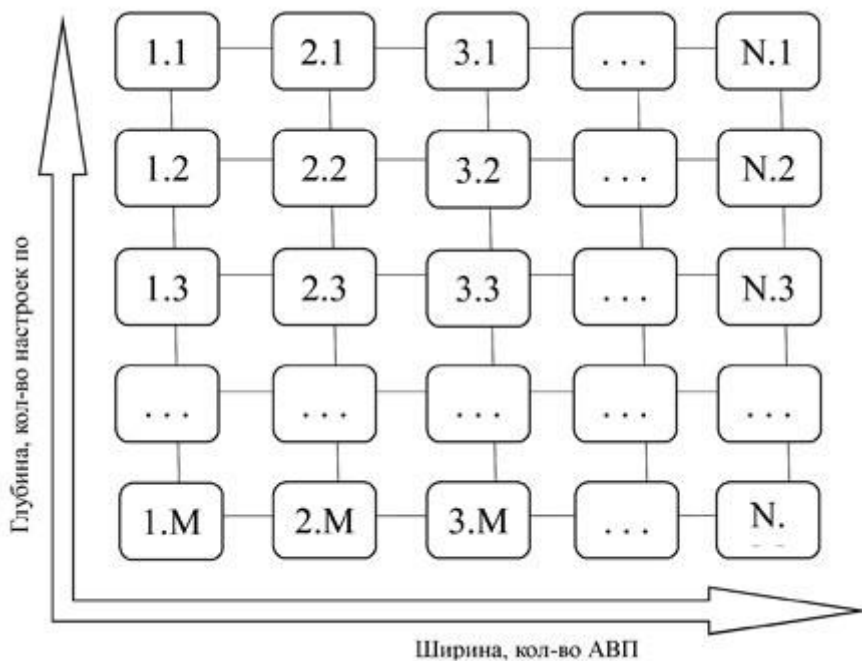 1.1 2.1 3.1 . . . N.1
1.2 2.2 3.2 . . . N.2
1.3 2.3 3.3 . . . N.3
. . . . . . . . . . . . . . .
1.M 2.M 3.M . . . N.
Глубина, кол-во настроек по
Ширина, кол-во АВП